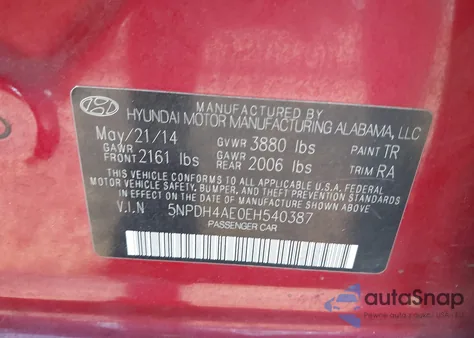 MANUFACTURED BY
HYUNDAI MOTOR MANUFACTURING ALABAMA, LLC
May/21/14 GVWR 3880 lbs PAINT TR
GAWR FRONT 2161 lbs GAWR REAR 2006 lbs TRIM RA
THIS VEHICLE CONFORMS TO ALL APPLICABLE U.S.A. FEDERAL
MOTOR VEHICLE SAFETY, BUMPER, AND THEFT PREVENTION
STANDARDS IN EFFECT ON THE DATE OF MANUFACTURE SHOWN ABOVE.
V.I.N 5NPDH4AE0EH540387
PASSENGER CAR
autoSnap